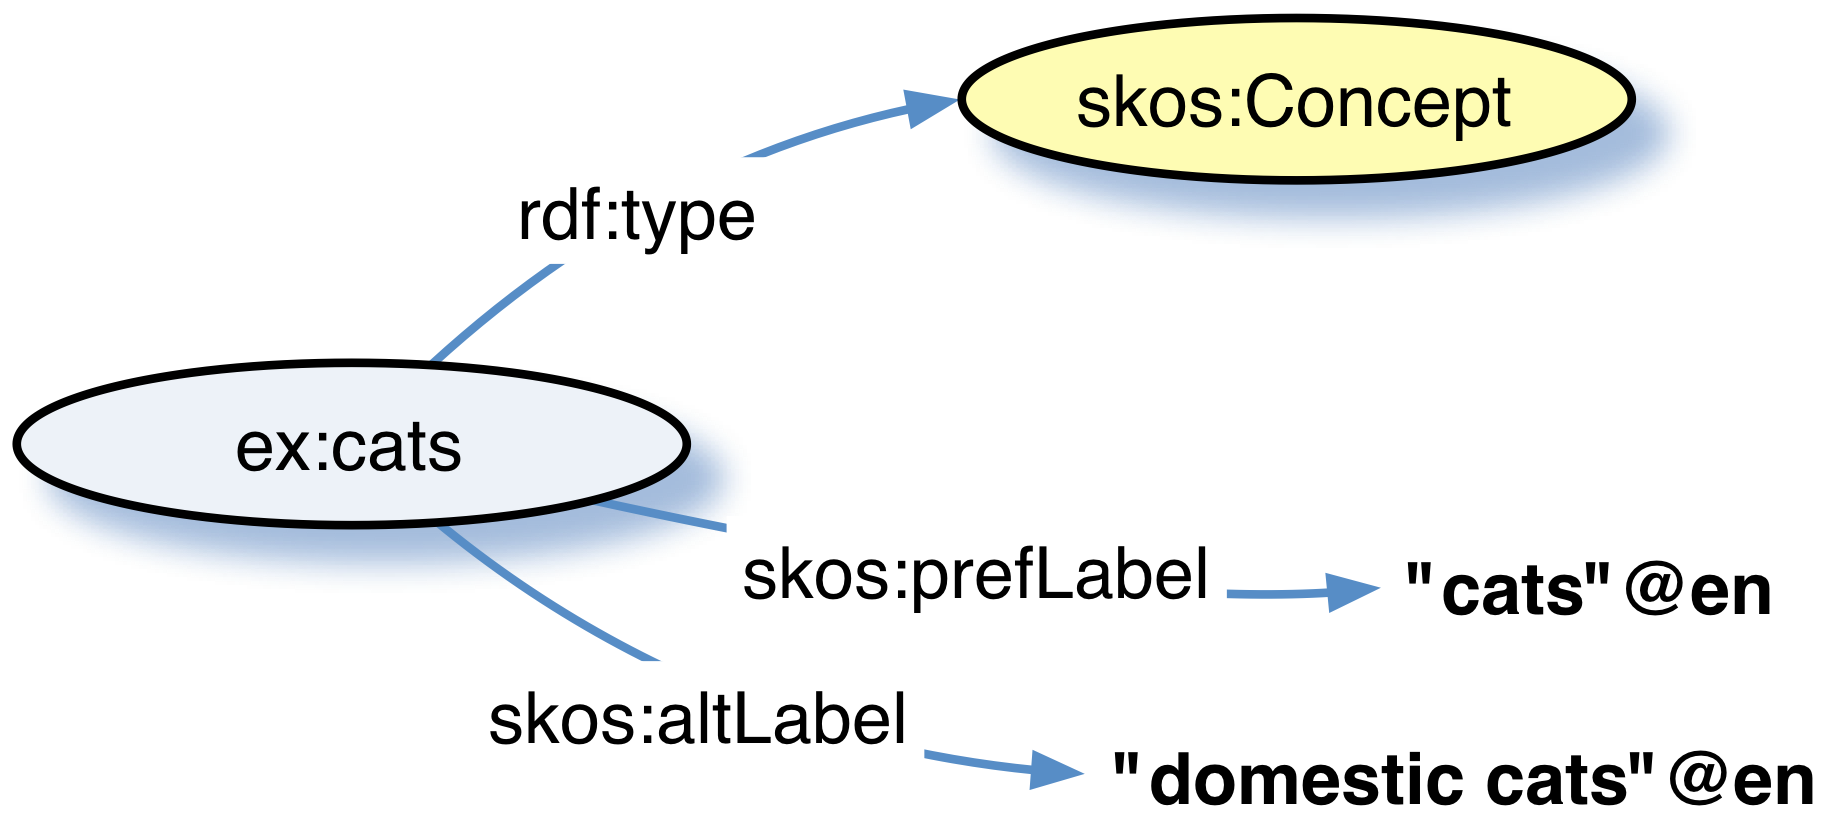 skos:Concept
rdf:type
ex:cats
skos:prefLabel
"cats"@en
skos:altLabel
"domestic cats"@en